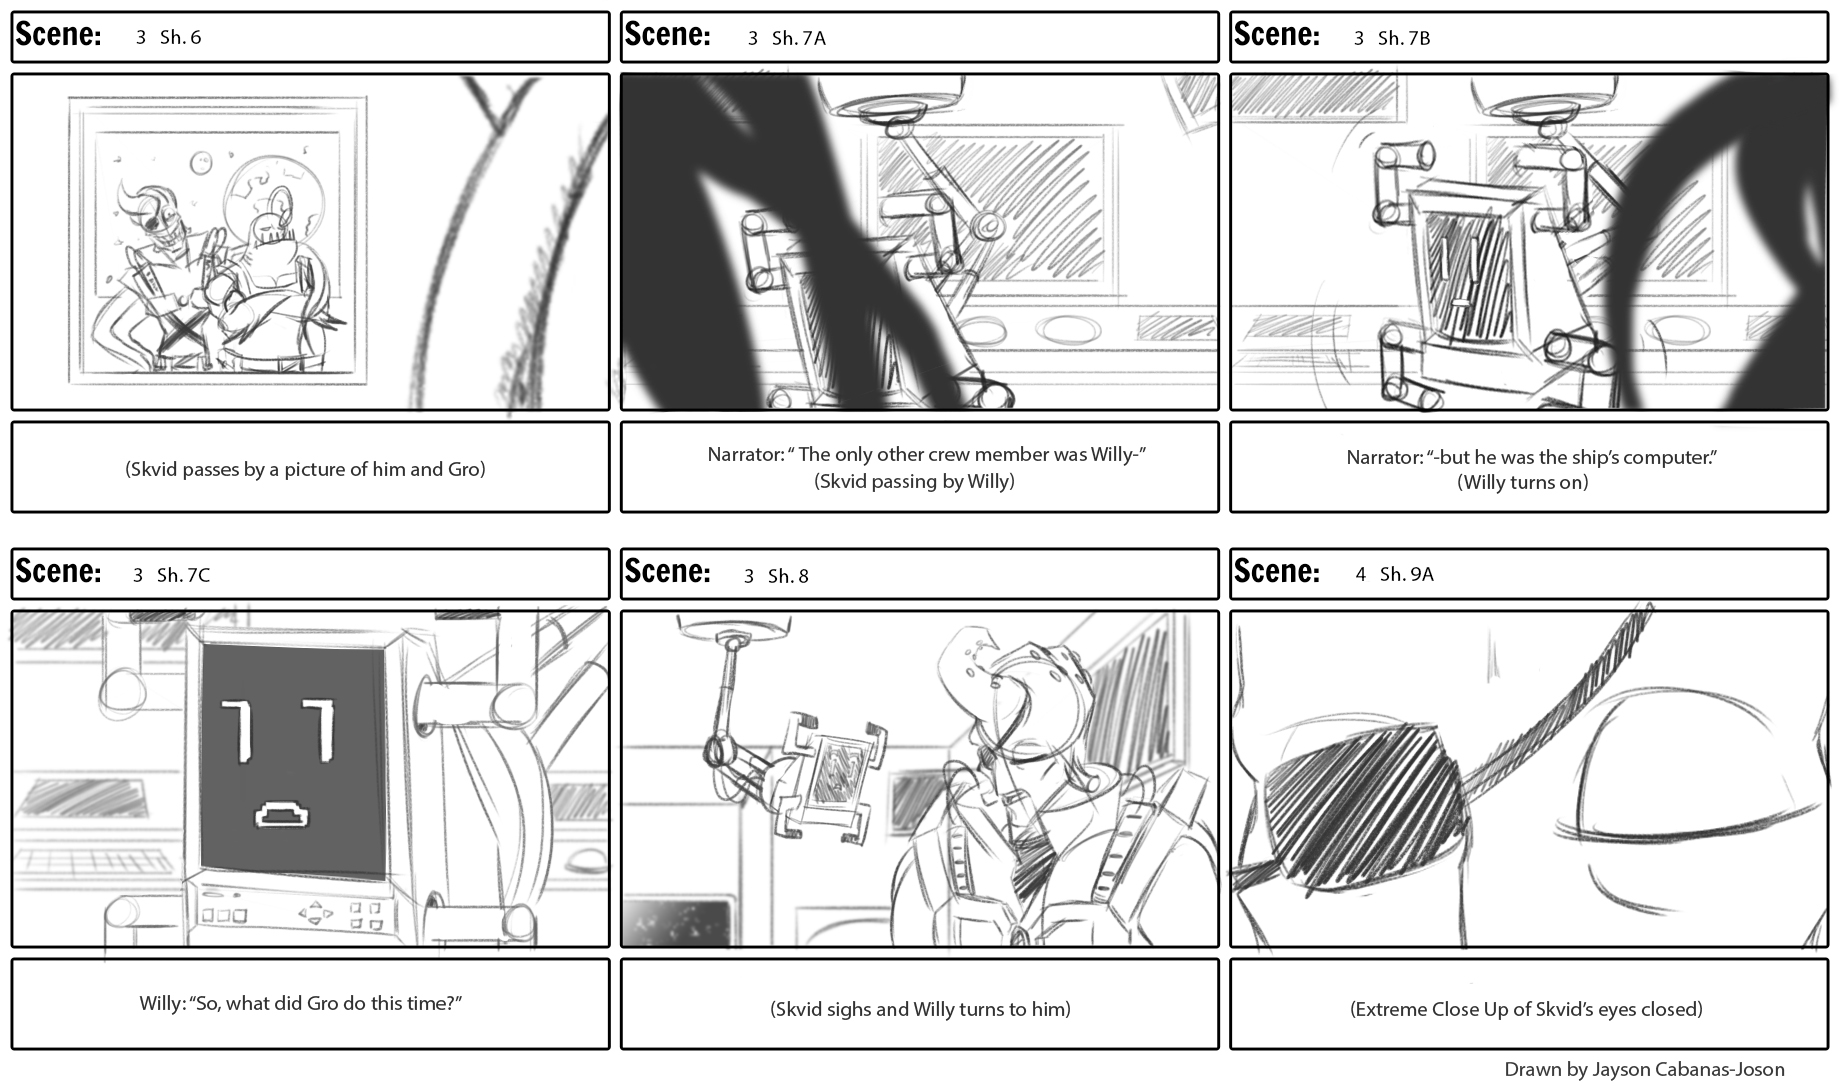 Scene: 3 Sh. 6
Scene: 3 Sh. 7A
Scene: 3 Sh. 7B
(Skvid passes by a picture of him and Gro)
Narrator: “ The only other crew member was Willy-”
(Skvid passing by Willy)
Narrator: “-but he was the ship’s computer.”
(Willy turns on)
Scene: 3 Sh. 7C
Scene: 3 Sh. 8
Scene: 4 Sh. 9A
Willy: “So, what did Gro do this time?”
(Skvid sighs and Willy turns to him)
(Extreme Close Up of Skvid’s eyes closed)
Drawn by Jayson Cabanas-Joson